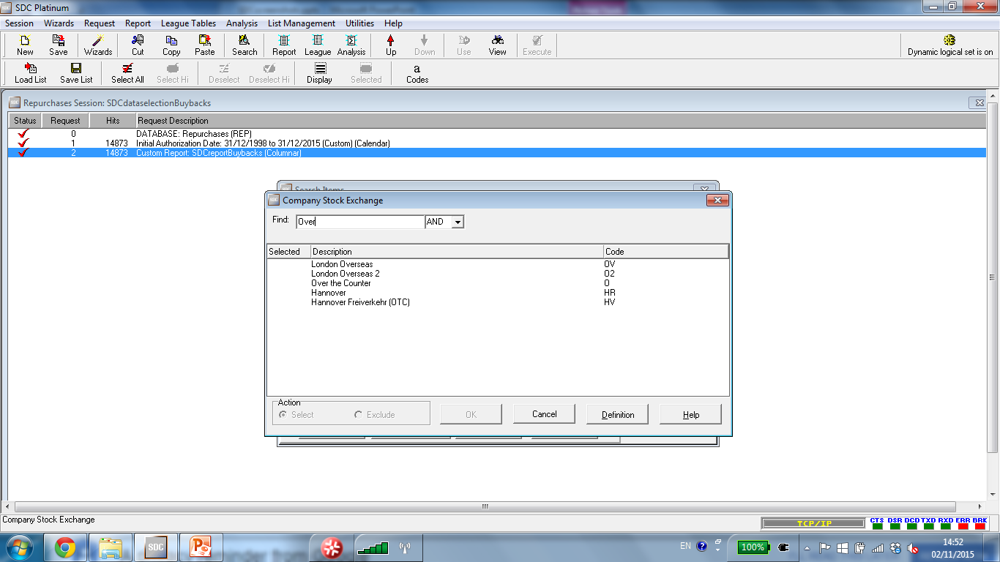 SDC Platinum
Session Wizards Request Report League Tables Analysis List Management Utilities Help
New Save Wizards Cut Copy Paste Search Report League Analysis Up Down Use View Execute Dynamic logical set is on
Load List Save List Select All Select Hi Deselect Deselect Hi Display Selected a Codes
SDC Repurchases Session: SDCdataselectionBuybacks
Status Request Hits Request Description
0 DATABASE: Repurchases (REP)
1 14873 Initial Authorization Date: 31/12/1998 to 31/12/2015 (Custom) (Calendar)
2 14873 Custom Report: SDCreportBuybacks (Columnar)
Search Items
SDC Company Stock Exchange
Find: Over AND
Selected Description Code
London Overseas OV
London Overseas 2 O2
Over the Counter O
Hannover HR
Hannover Freiverkehr (OTC) HV
Action
Select Exclude OK Cancel Definition Help
Company Stock Exchange
TCP/IP CTS DSR DCD TXD RXD ERR BRK
SDC EN 100% 14:52
02/11/2015